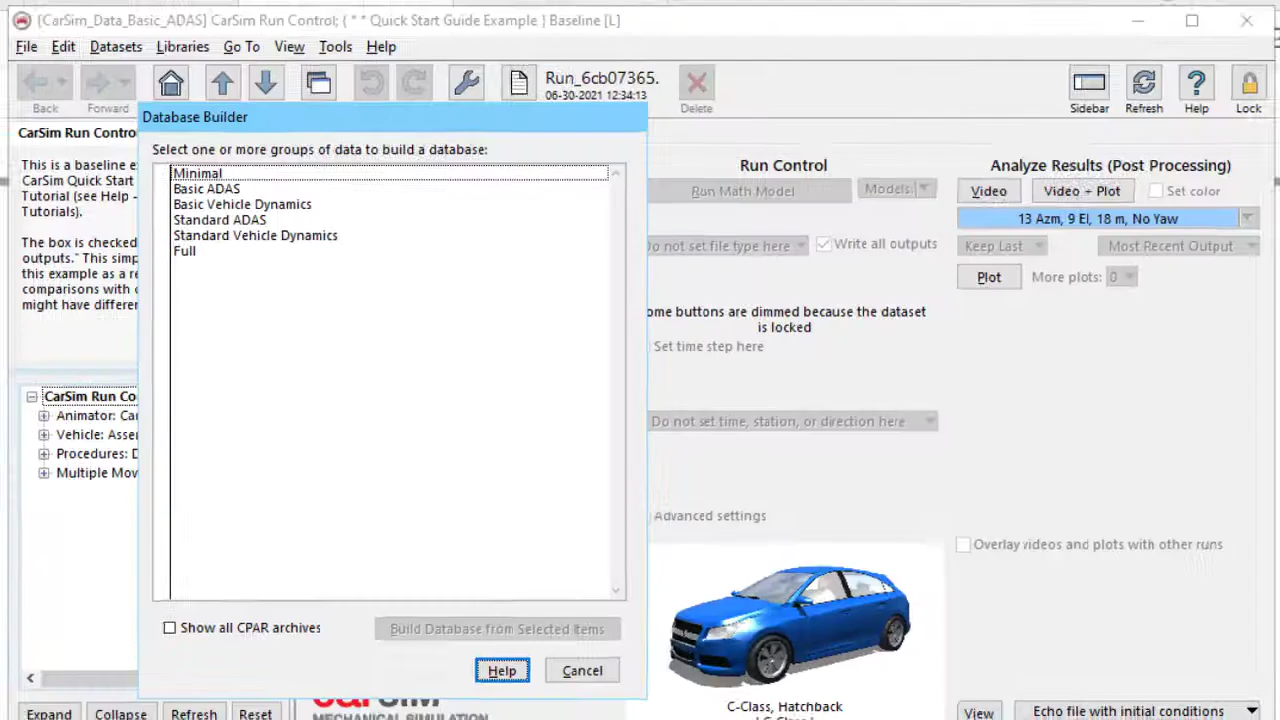 [CarSim_Data_Basic_ADAS] CarSim Run Control; { * * Quick Start Guide Example } Baseline [L]
File Edit Datasets Libraries Go To View Tools Help
Run_6cb07365.
06-30-2021 12:34:13
Back Forward Delete Sidebar Refresh Help Lock
CarSim Run Contro
This is a baseline e
CarSim Quick Start
Tutorial (see Help -
Tutorials).
The box is checked
outputs." This simp
this example as a re
comparisons with c
might have differe
CarSim Run Co
Animator: Ca
Vehicle: Asse
Procedures: D
Multiple Mov
Expand Collapse Refresh Reset
Database Builder
Select one or more groups of data to build a database:
Minimal
Basic ADAS
Basic Vehicle Dynamics
Standard ADAS
Standard Vehicle Dynamics
Full
Show all CPAR archives
Build Database from Selected Items
Help Cancel
MECHANICAL SIMULATION
Run Control
Run Math Model Models:
Do not set file type here Write all outputs
ome buttons are dimmed because the dataset
is locked
Set time step here
Do not set time, station, or direction here
Advanced settings
C-Class, Hatchback
Analyze Results (Post Processing)
Video Video + Plot Set color
13 Azm, 9 El, 18 m, No Yaw
Keep Last Most Recent Output
Plot More plots: 0
Overlay videos and plots with other runs
View Echo file with initial conditions